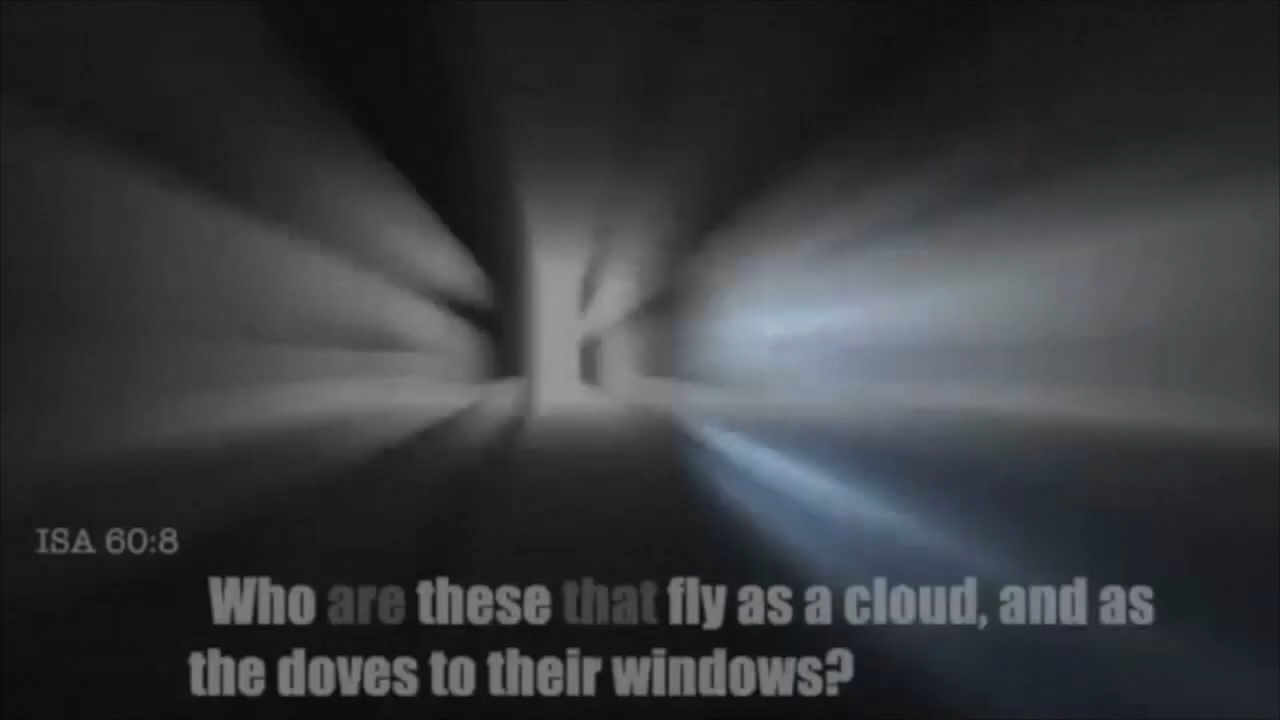 ISA 60:8
Who are these that fly as a cloud, and as
the doves to their windows?